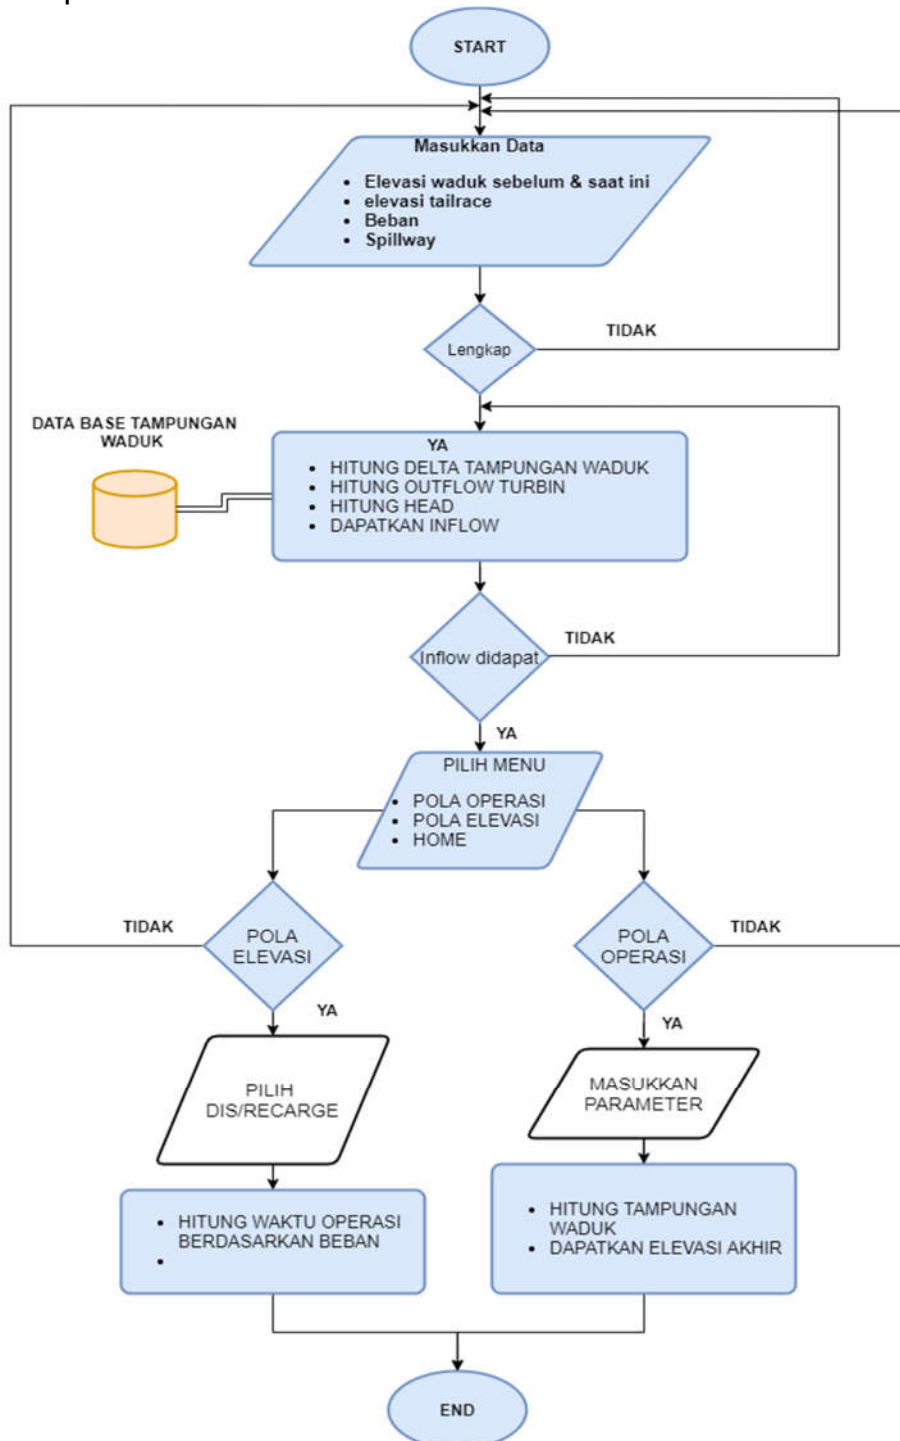 START
Masukkan Data
• Elevasi waduk sebelum & saat ini
• elevasi tailrace
• Beban
• Spillway
Lengkap
TIDAK
DATA BASE TAMPUNGAN
WADUK
YA
• HITUNG DELTA TAMPUNGAN WADUK
• HITUNG OUTFLOW TURBIN
• HITUNG HEAD
• DAPATKAN INFLOW
Inflow didapat
TIDAK
YA
PILIH MENU
• POLA OPERASI
• POLA ELEVASI
• HOME
TIDAK
POLA
ELEVASI
POLA
OPERASI
TIDAK
YA
YA
PILIH
DIS/RECARGE
MASUKKAN
PARAMETER
• HITUNG WAKTU OPERASI
BERDASARKAN BEBAN
•
• HITUNG TAMPUNGAN
WADUK
• DAPATKAN ELEVASI AKHIR
END